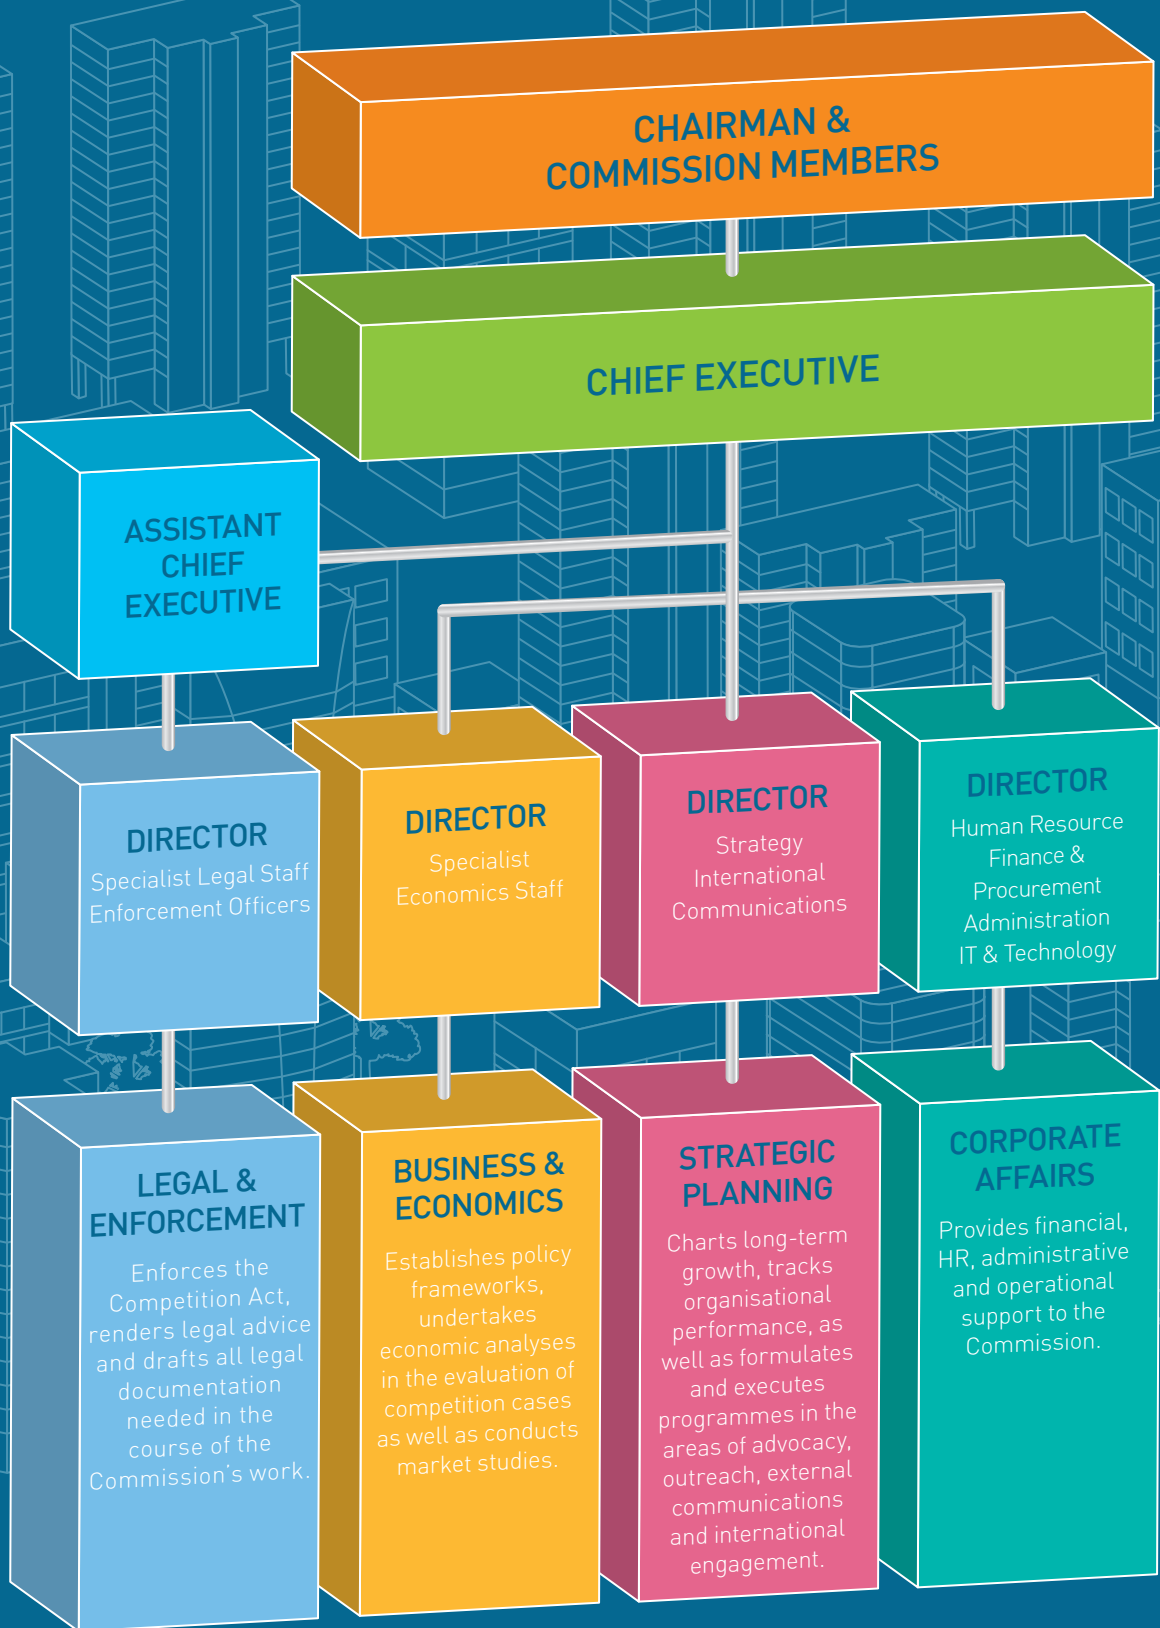 CHAIRMAN &
COMMISSION MEMBERS
CHIEF EXECUTIVE
ASSISTANT
CHIEF
EXECUTIVE
DIRECTOR
Specialist Legal Staff
Enforcement Officers
DIRECTOR
Specialist
Economics Staff
DIRECTOR
Strategy
International
Communications
DIRECTOR
Human Resource
Finance &
Procurement
Administration
IT & Technology
LEGAL &
ENFORCEMENT
Enforces the
Competition Act,
renders legal advice
and drafts all legal
documentation
needed in the
course of the
Commission's work.
BUSINESS &
ECONOMICS
Establishes policy
frameworks,
undertakes
economic analyses
in the evaluation of
competition cases
as well as conducts
market studies.
STRATEGIC
PLANNING
Charts long-term
growth, tracks
organisational
performance, as
well as formulates
and executes
programmes in the
areas of advocacy,
outreach, external
communications
and international
engagement.
CORPORATE
AFFAIRS
Provides financial,
HR, administrative
and operational
support to the
Commission.